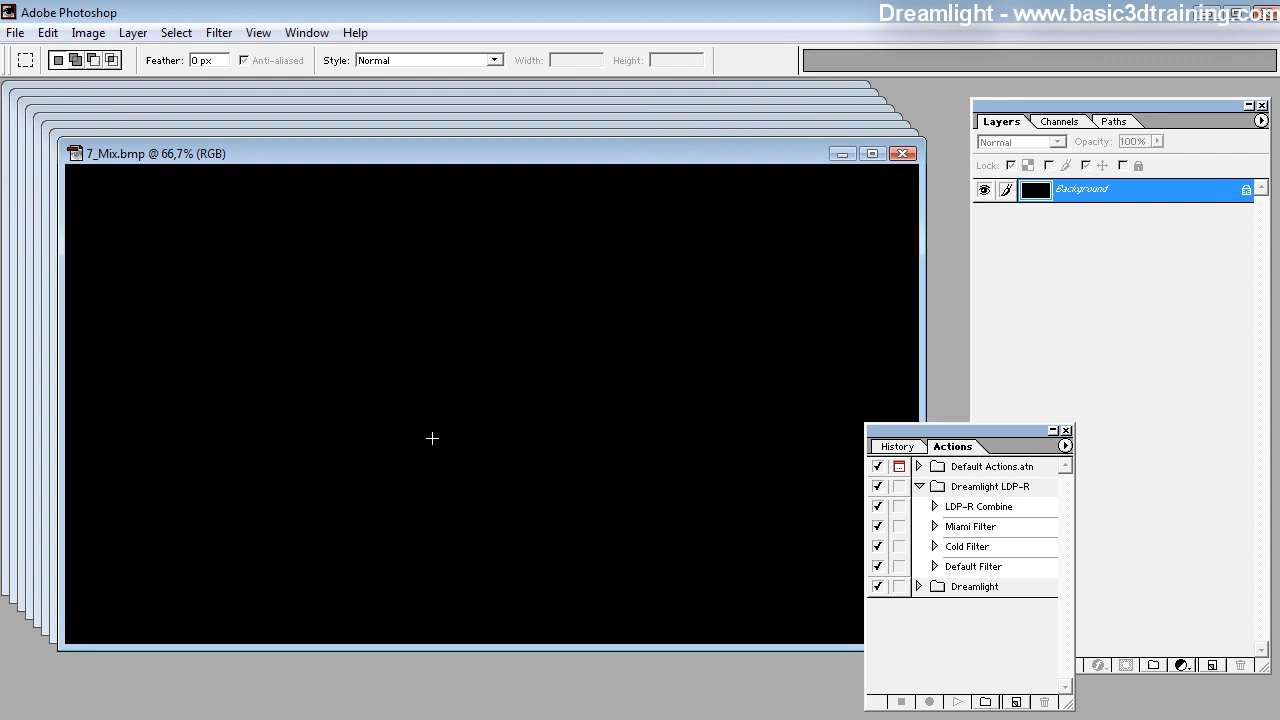 Adobe Photoshop
Dreamlight - www.basic3dtraining.com
File Edit Image Layer Select Filter View Window Help
Feather: 0 px Anti-aliased Style: Normal Width: Height:
7_Mix.bmp @ 66,7% (RGB)
Layers Channels Paths
Normal Opacity: 100%
Lock:
Background
History Actions
Default Actions.atn
Dreamlight LDP-R
LDP-R Combine
Miami Filter
Cold Filter
Default Filter
Dreamlight